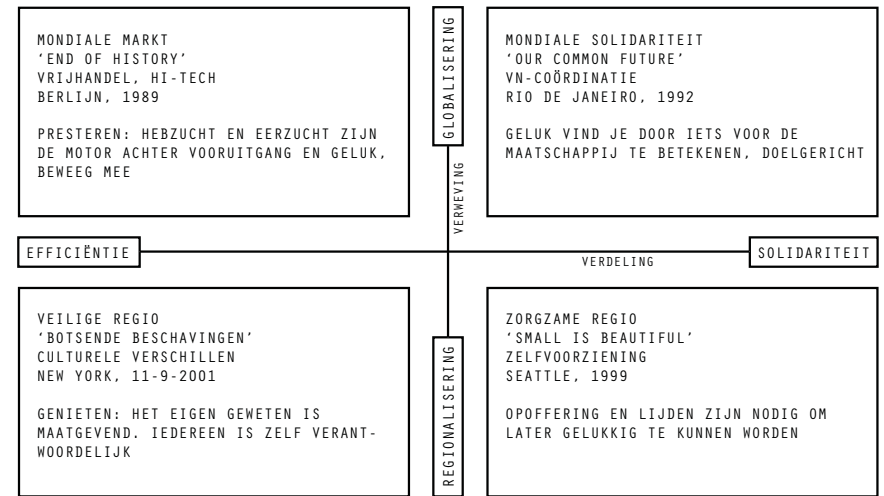 MONDIALE MARKT
‘END OF HISTORY’
VRIJHANDEL, HI-TECH
BERLIJN, 1989
PRESTEREN: HEBZUCHT EN EERZUCHT ZIJN
DE MOTOR ACHTER VOORUITGANG EN GELUK,
BEWEEG MEE
GLOBALISERING
MONDIALE SOLIDARITEIT
‘OUR COMMON FUTURE’
VN-COÖRDINATIE
RIO DE JANEIRO, 1992
GELUK VIND JE DOOR IETS VOOR DE
MAATSCHAPPIJ TE BETEKENEN, DOELGERICHT
VERWEVING
EFFICIËNTIE
VERDELING
SOLIDARITEIT
VEILIGE REGIO
‘BOTSENDE BESCHAVINGEN’
CULTURELE VERSCHILLEN
NEW YORK, 11-9-2001
GENIETEN: HET EIGEN GEWETEN IS
MAATGEVEND. IEDEREEN IS ZELF VERANT-
WOORDELIJK
REGIONALISERING
ZORGZAME REGIO
‘SMALL IS BEAUTIFUL’
ZELFVOORZIENING
SEATTLE, 1999
OPOFFERING EN LIJDEN ZIJN NODIG OM
LATER GELUKKIG TE KUNNEN WORDEN